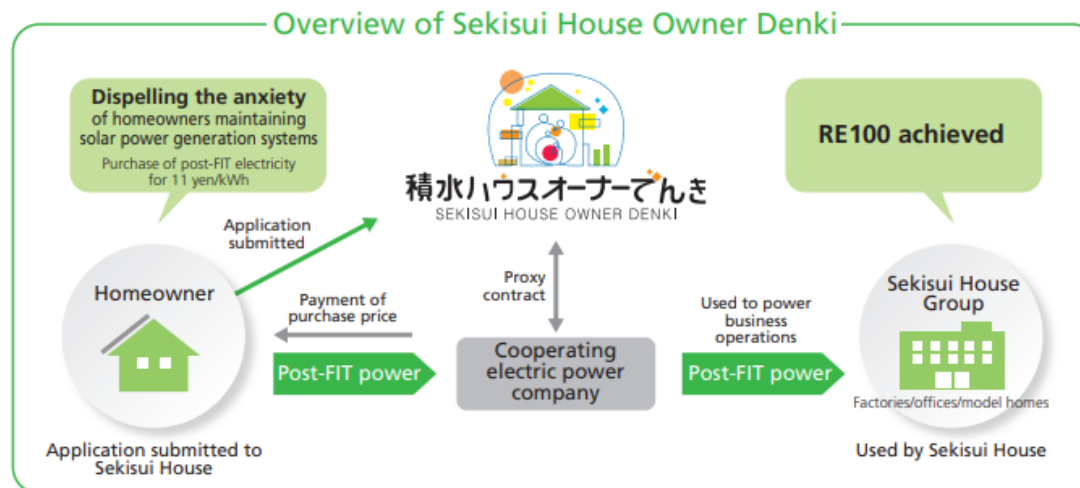 Overview of Sekisui House Owner Denki
Dispelling the anxiety
of homeowners maintaining
solar power generation systems
Purchase of post-FIT electricity
for 11 yen/kWh
積水ハウスオーナーでんき
SEKISUI HOUSE OWNER DENKI
RE100 achieved
Application
submitted
Homeowner
Payment of
purchase price
Post-FIT power
Proxy
contract
Cooperating
electric power
company
Used to power
business
operations
Post-FIT power
Sekisui House
Group
Factories/offices/model homes
Application submitted to
Sekisui House
Used by Sekisui House